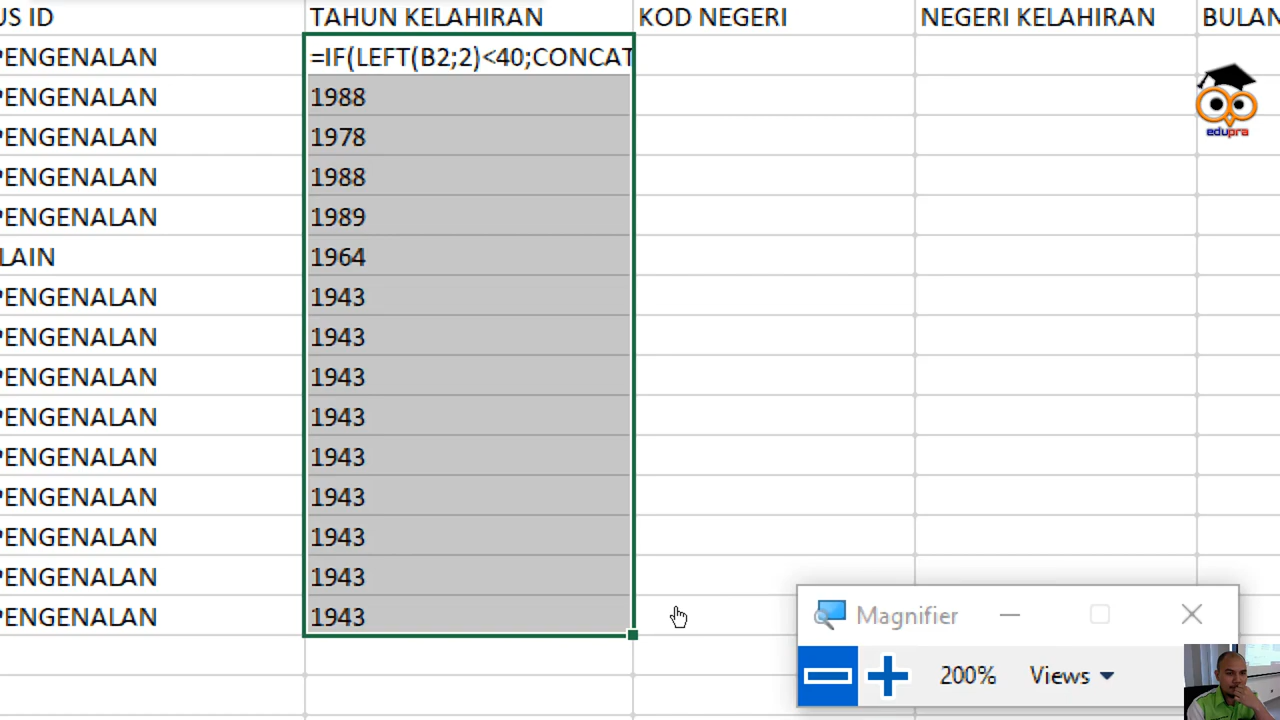 US ID TAHUN KELAHIRAN KOD NEGERI NEGERI KELAHIRAN BULAN
PENGENALAN =IF(LEFT(B2;2)<40;CONCAT
PENGENALAN 1988
PENGENALAN 1978
PENGENALAN 1988
PENGENALAN 1989
LAIN 1964
PENGENALAN 1943
PENGENALAN 1943
PENGENALAN 1943
PENGENALAN 1943
PENGENALAN 1943
PENGENALAN 1943
PENGENALAN 1943
PENGENALAN 1943
PENGENALAN 1943
edupra
Magnifier
200% Views